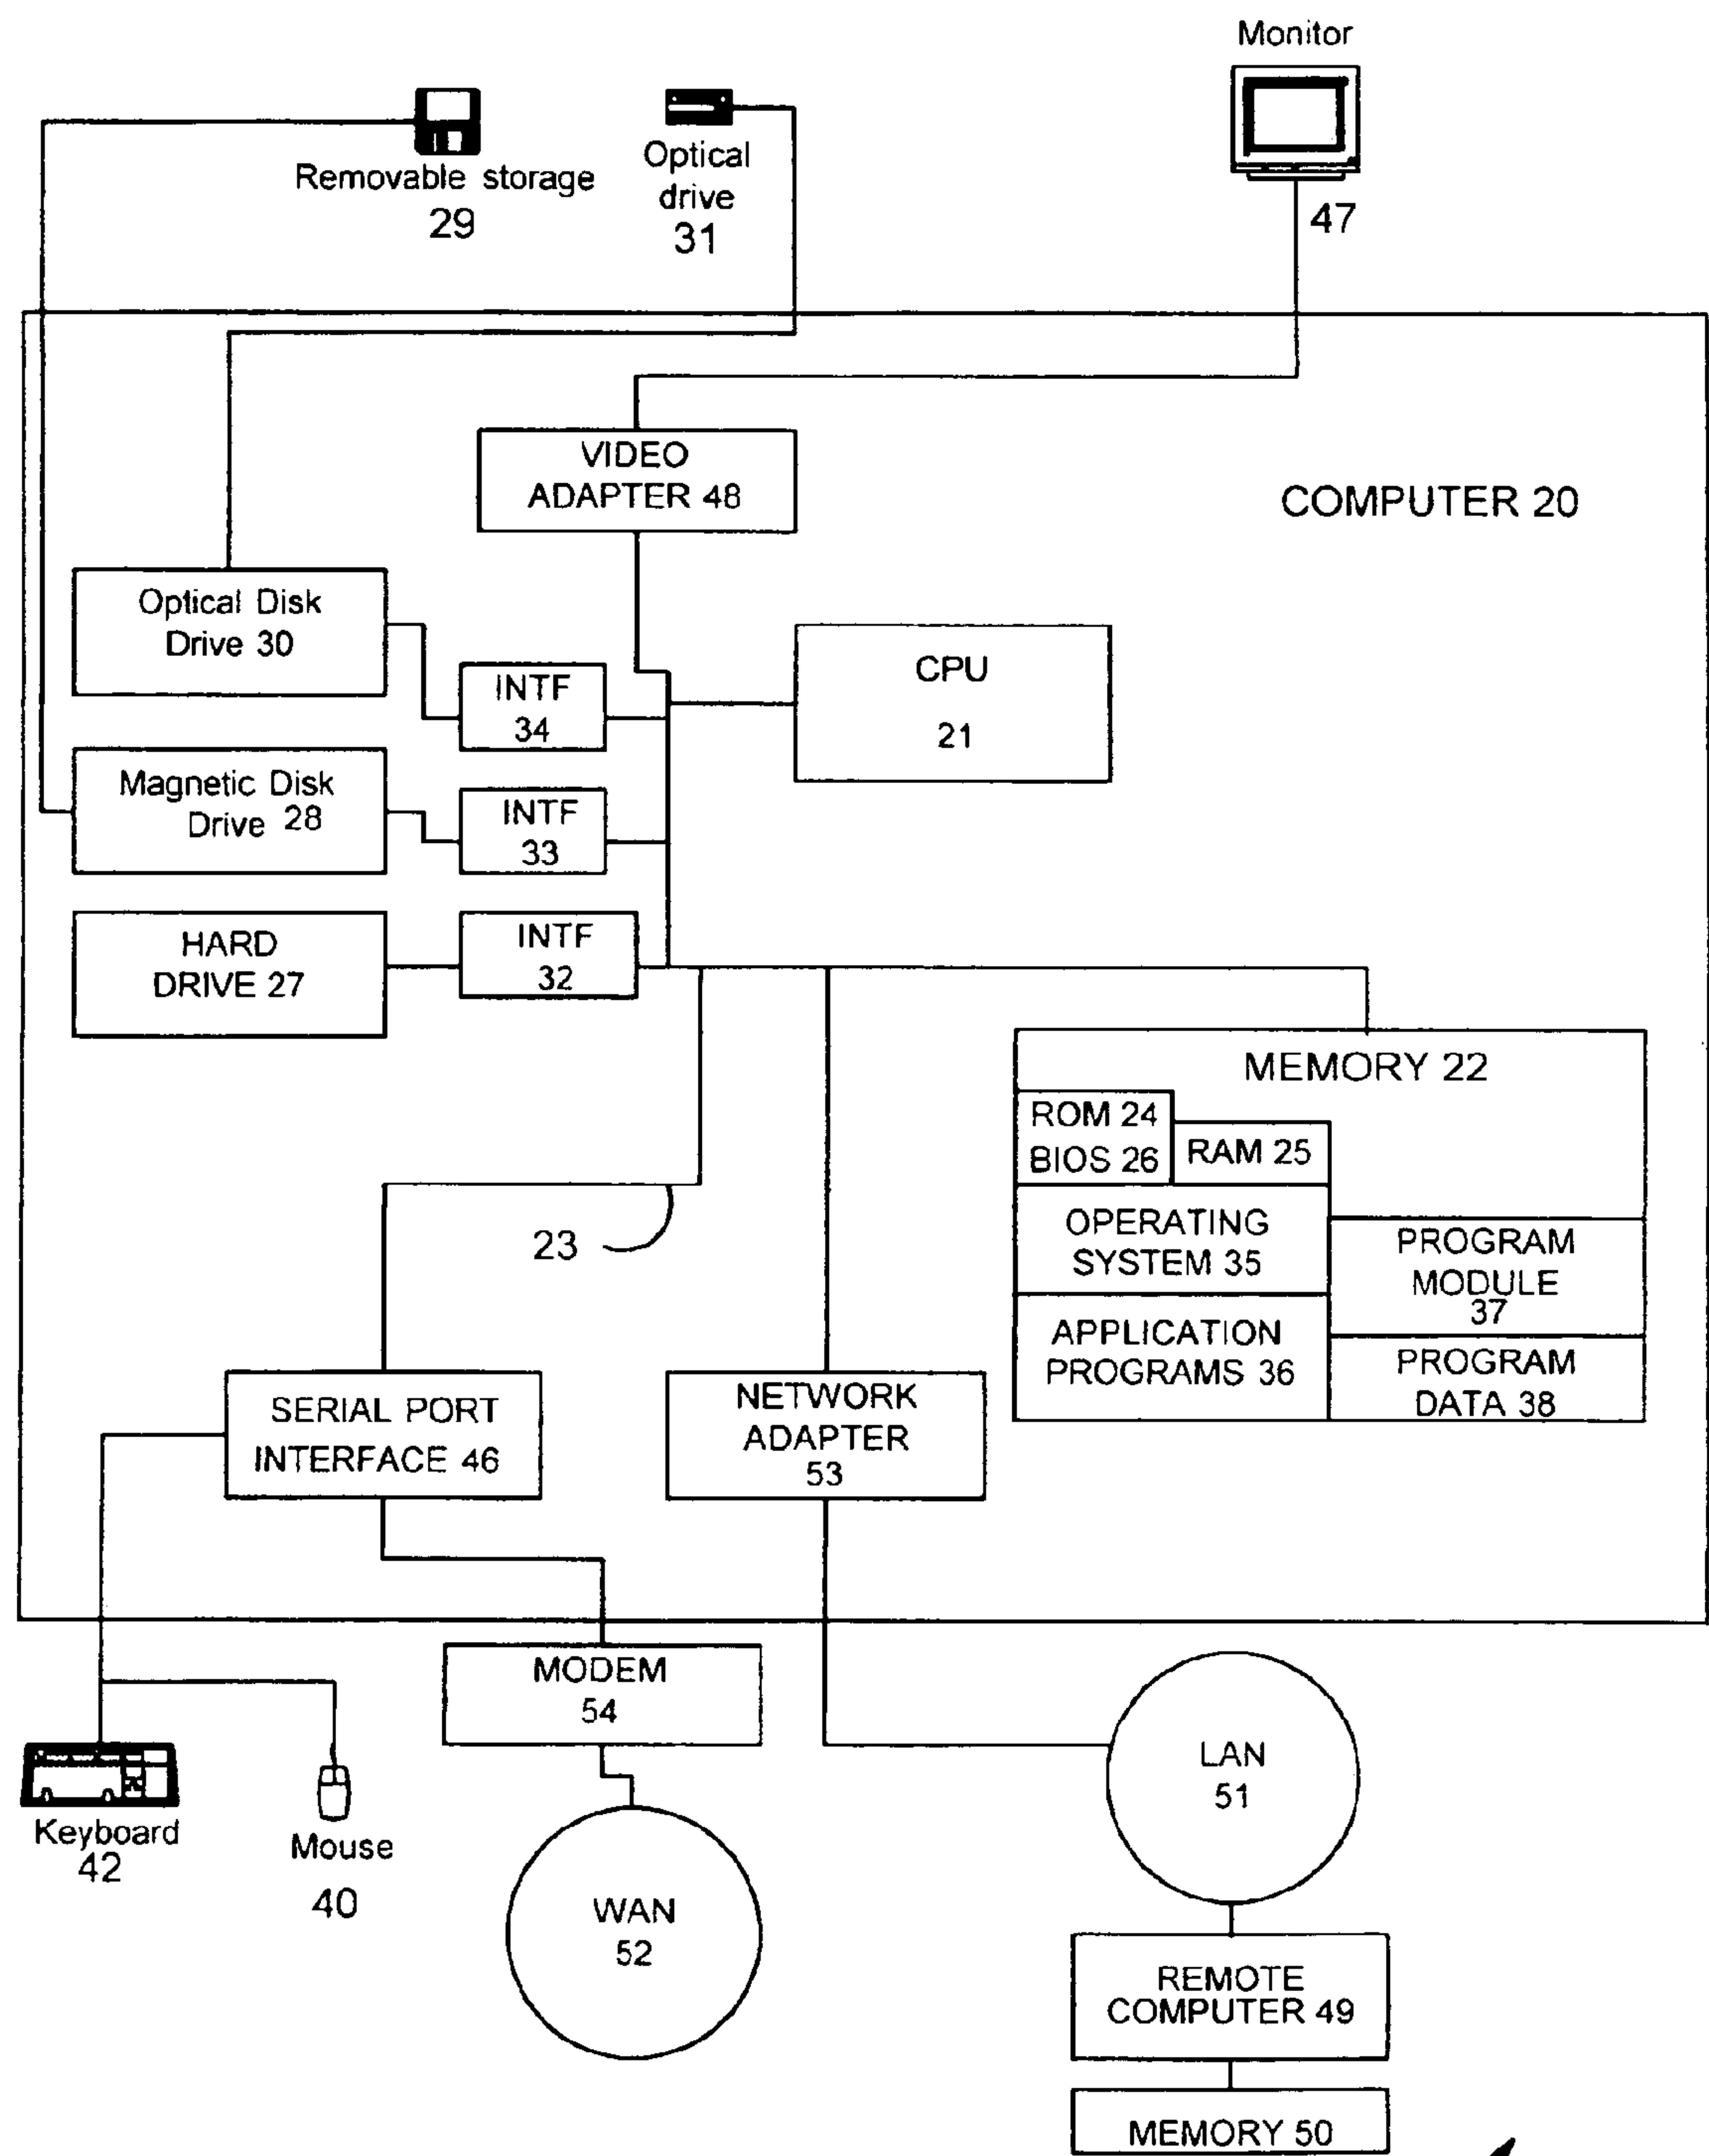 Monitor
47
Removable storage
29
Optical
drive
31
COMPUTER 20
VIDEO
ADAPTER 48
Optical Disk
Drive 30
INTF
34
CPU
21
Magnetic Disk
Drive 28
INTF
33
HARD
DRIVE 27
INTF
32
MEMORY 22
ROM 24
BIOS 26
RAM 25
OPERATING
SYSTEM 35
PROGRAM
MODULE
37
APPLICATION
PROGRAMS 36
PROGRAM
DATA 38
23
SERIAL PORT
INTERFACE 46
NETWORK
ADAPTER
53
MODEM
54
Keyboard
42
Mouse
40
WAN
52
LAN
51
REMOTE
COMPUTER 49
MEMORY 50